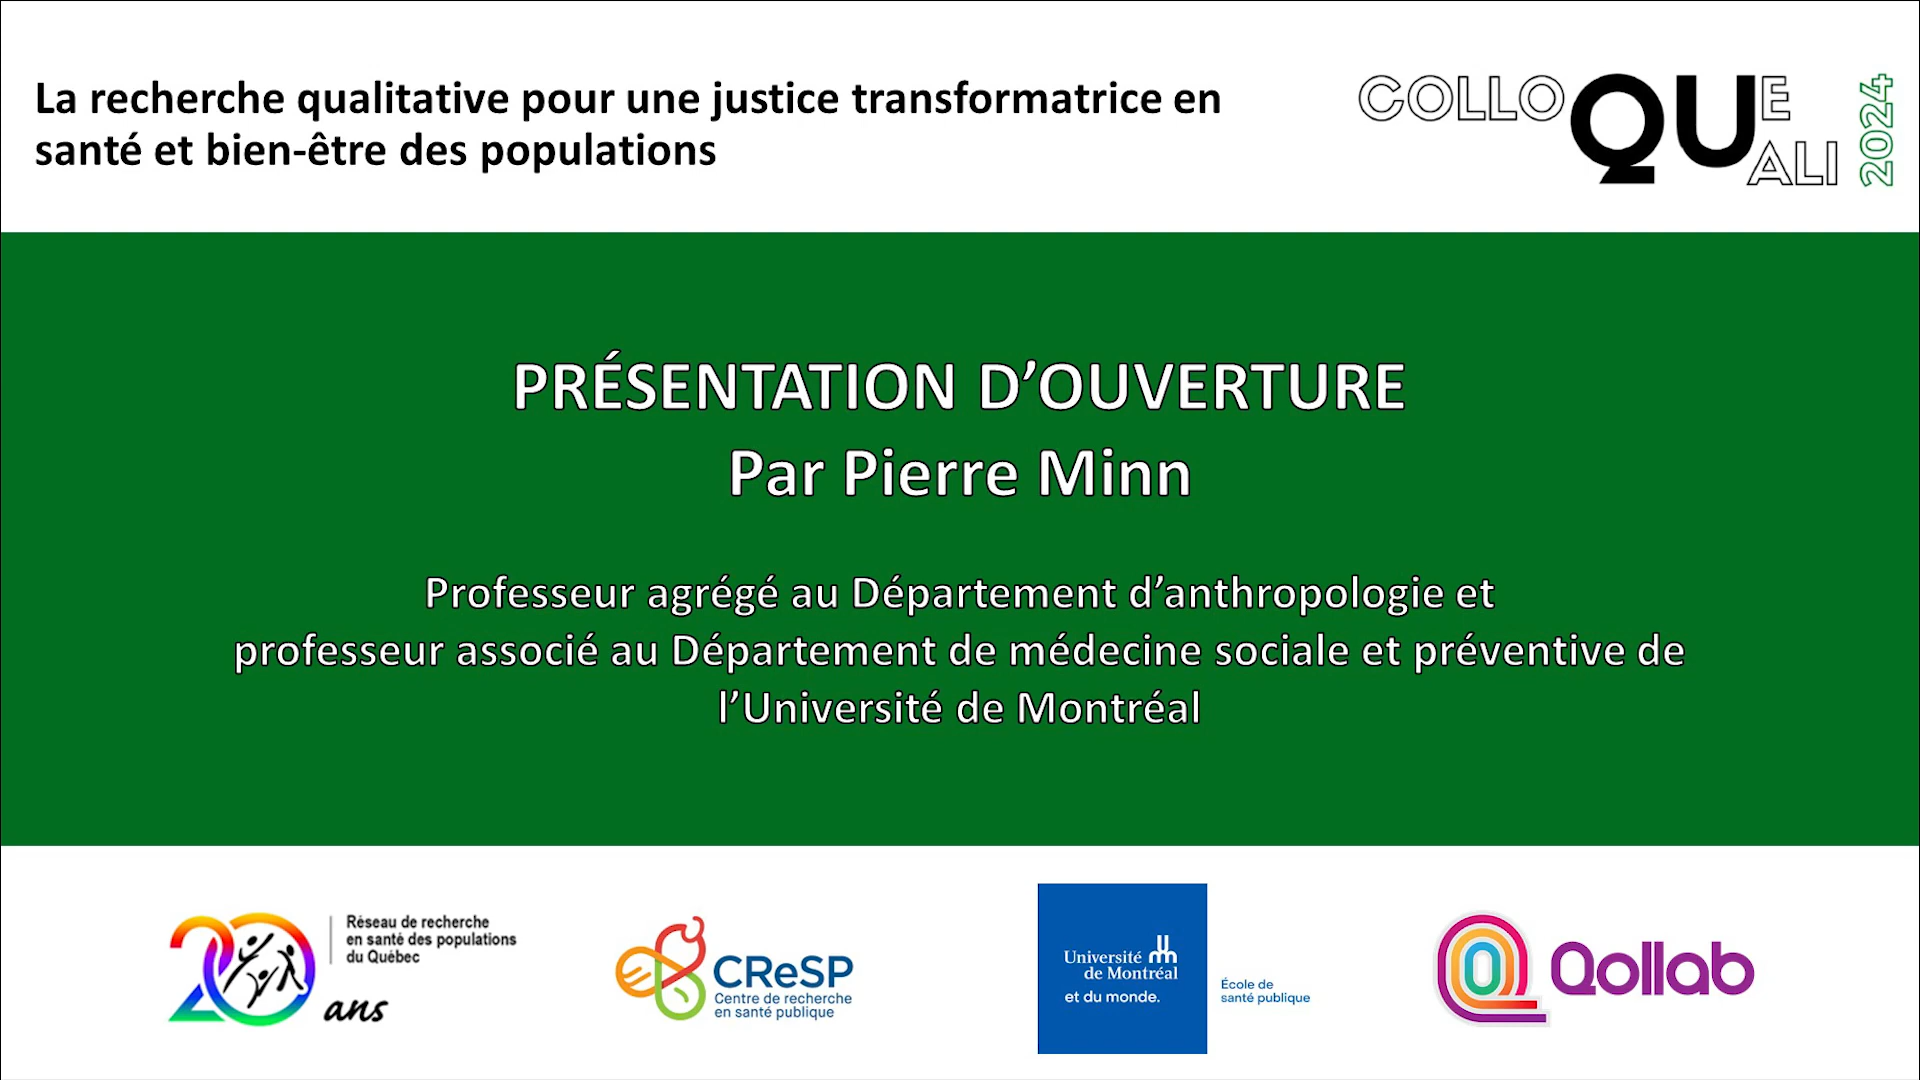 La recherche qualitative pour une justice transformatrice en
santé et bien-être des populations
COLLOQUE
QUALI
2024
PRÉSENTATION D’OUVERTURE
Par Pierre Minn
Professeur agrégé au Département d’anthropologie et
professeur associé au Département de médecine sociale et préventive de
l’Université de Montréal
20 ans
Réseau de recherche
en santé des populations
du Québec
CReSP
Centre de recherche
en santé publique
Université
de Montréal
et du monde.
École de
santé publique
Qollab